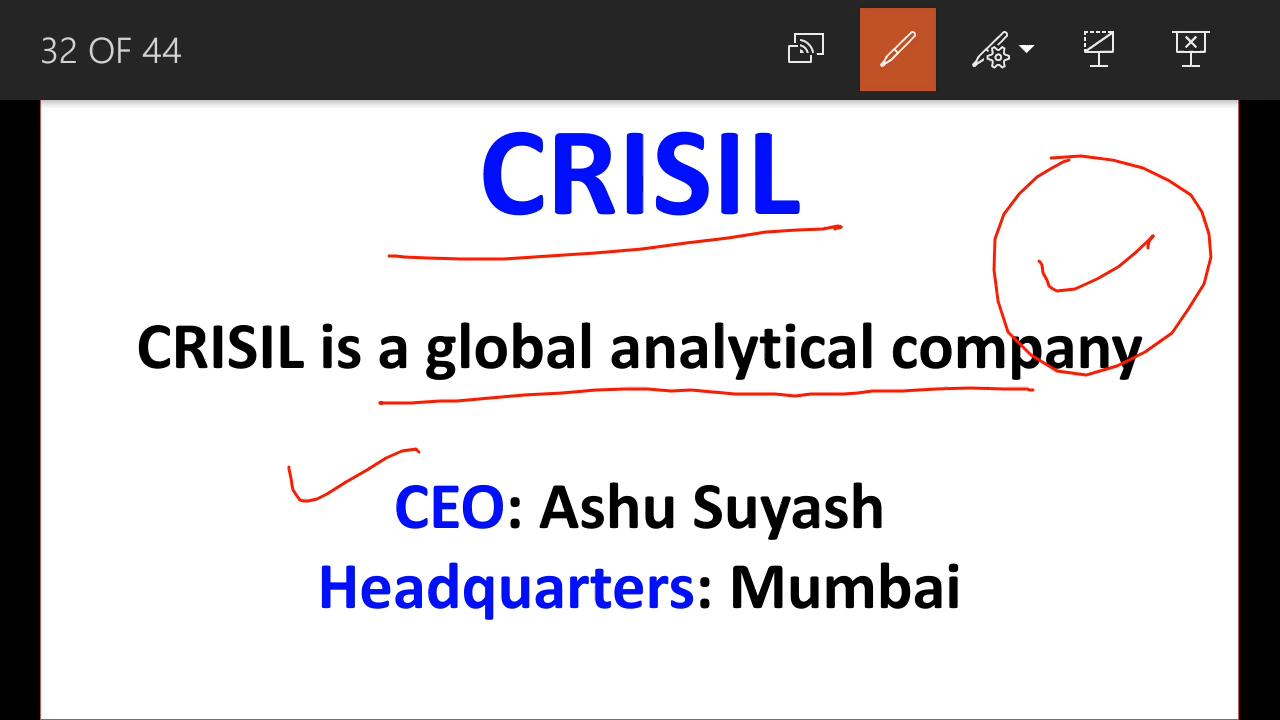 32 OF 44
CRISIL
CRISIL is a global analytical company
CEO: Ashu Suyash
Headquarters: Mumbai